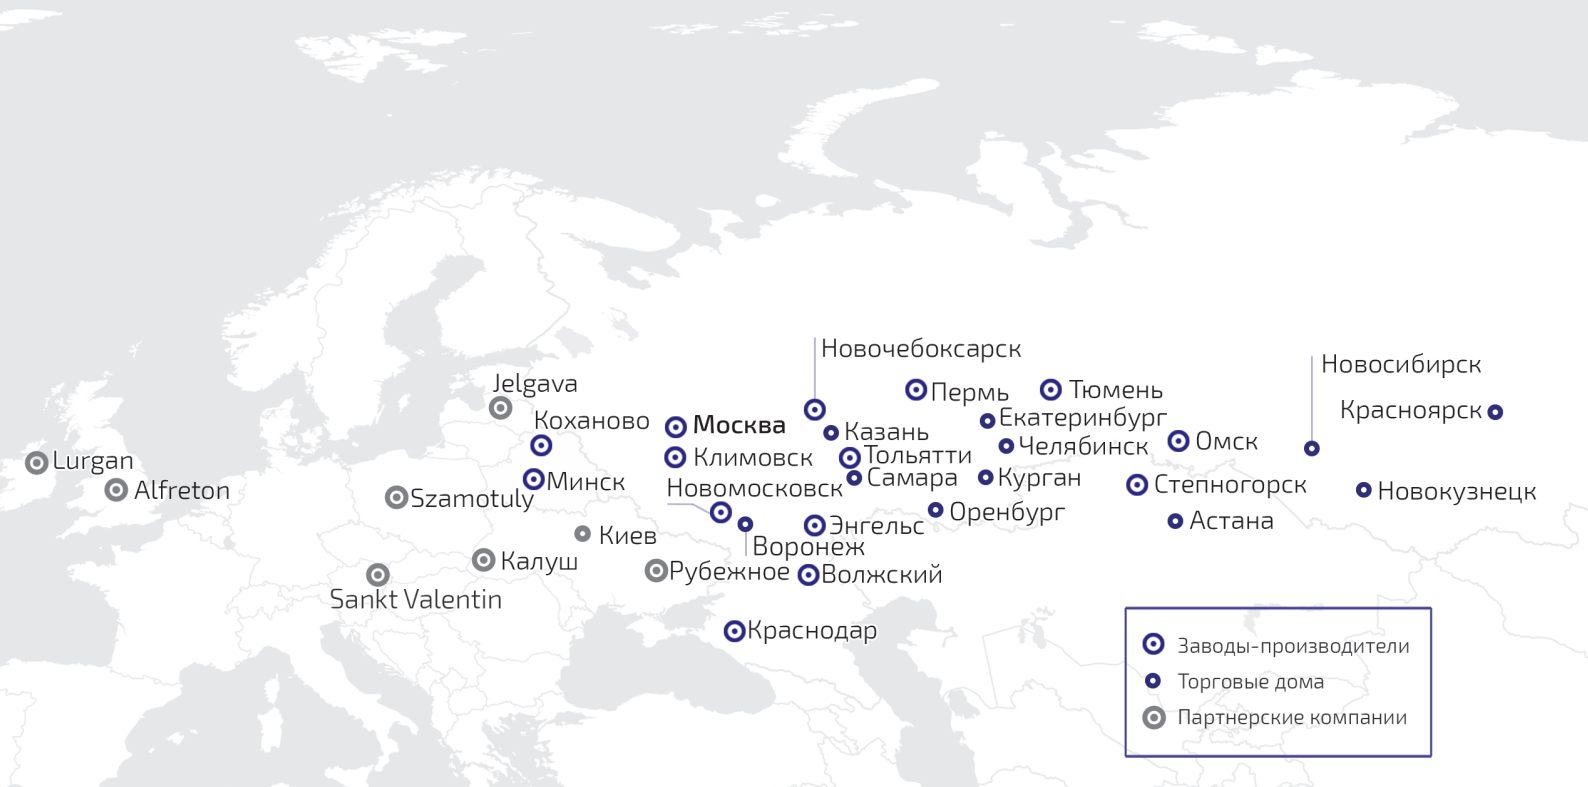 Новочебоксарск
Новосибирск
Jelgava
Пермь
Тюмень
Красноярск
Коханово
Москва
Екатеринбург
Казань
Омск
Челябинск
Lurgan
Климовск
Тольятти
Самара
Курган
Минск
Степногорск
Alfreton
Новомосковск
Новокузнецк
Szamotuly
Оренбург
Астана
Энгельс
Киев
Воронеж
Калуш
Рубежное
Волжский
Sankt Valentin
Краснодар
Заводы-производители
Торговые дома
Партнерские компании